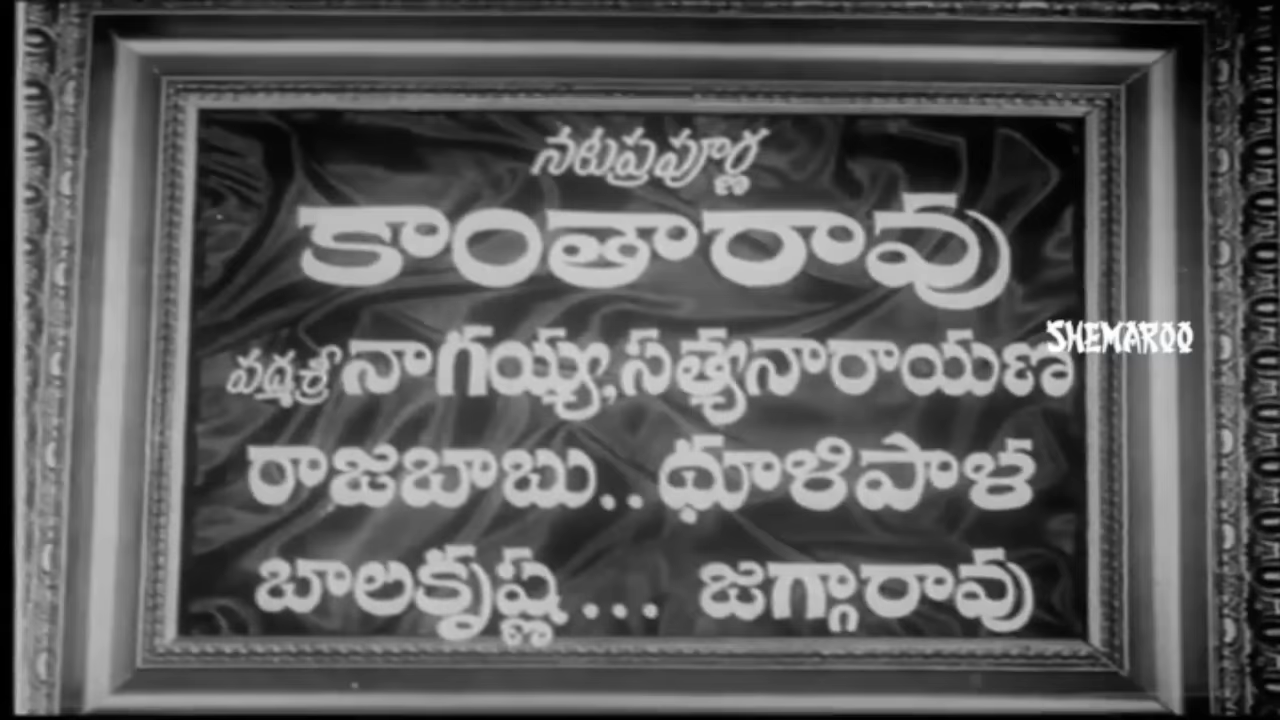 నటప్రపూర్ణ
కాంతారావు
పద్మశ్రీ నాగయ్య, సత్యనారాయణ
SHEMAROO
రాజబాబు.. ధూళిపాళ
బాలకృష్ణ... జగ్గారావు